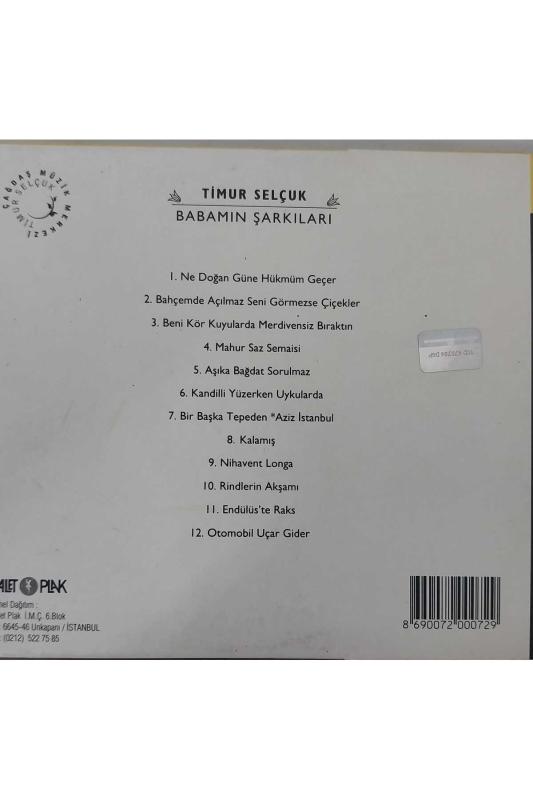 ÇAĞDAŞ MÜZİK MERKEZİ
TİMUR SELÇUK
TİMUR SELÇUK
BABAMIN ŞARKILARI
1. Ne Doğan Güne Hükmüm Geçer
2. Bahçemde Açılmaz Seni Görmezse Çiçekler
3. Beni Kör Kuyularda Merdivensiz Bıraktın
4. Mahur Saz Semaisi
5. Aşıka Bağdat Sorulmaz
6. Kandilli Yüzerken Uykularda
7. Bir Başka Tepeden *Aziz İstanbul
8. Kalamış
9. Nihavent Longa
10. Rindlerin Akşamı
11. Endülüs'te Raks
12. Otomobil Uçar Gider
PLAK
Dağıtım :
Plak İ.M.Ç. 6.Blok
6645-46 Unkapanı / İSTANBUL
(0212) 522 75 85
8 690072 000729